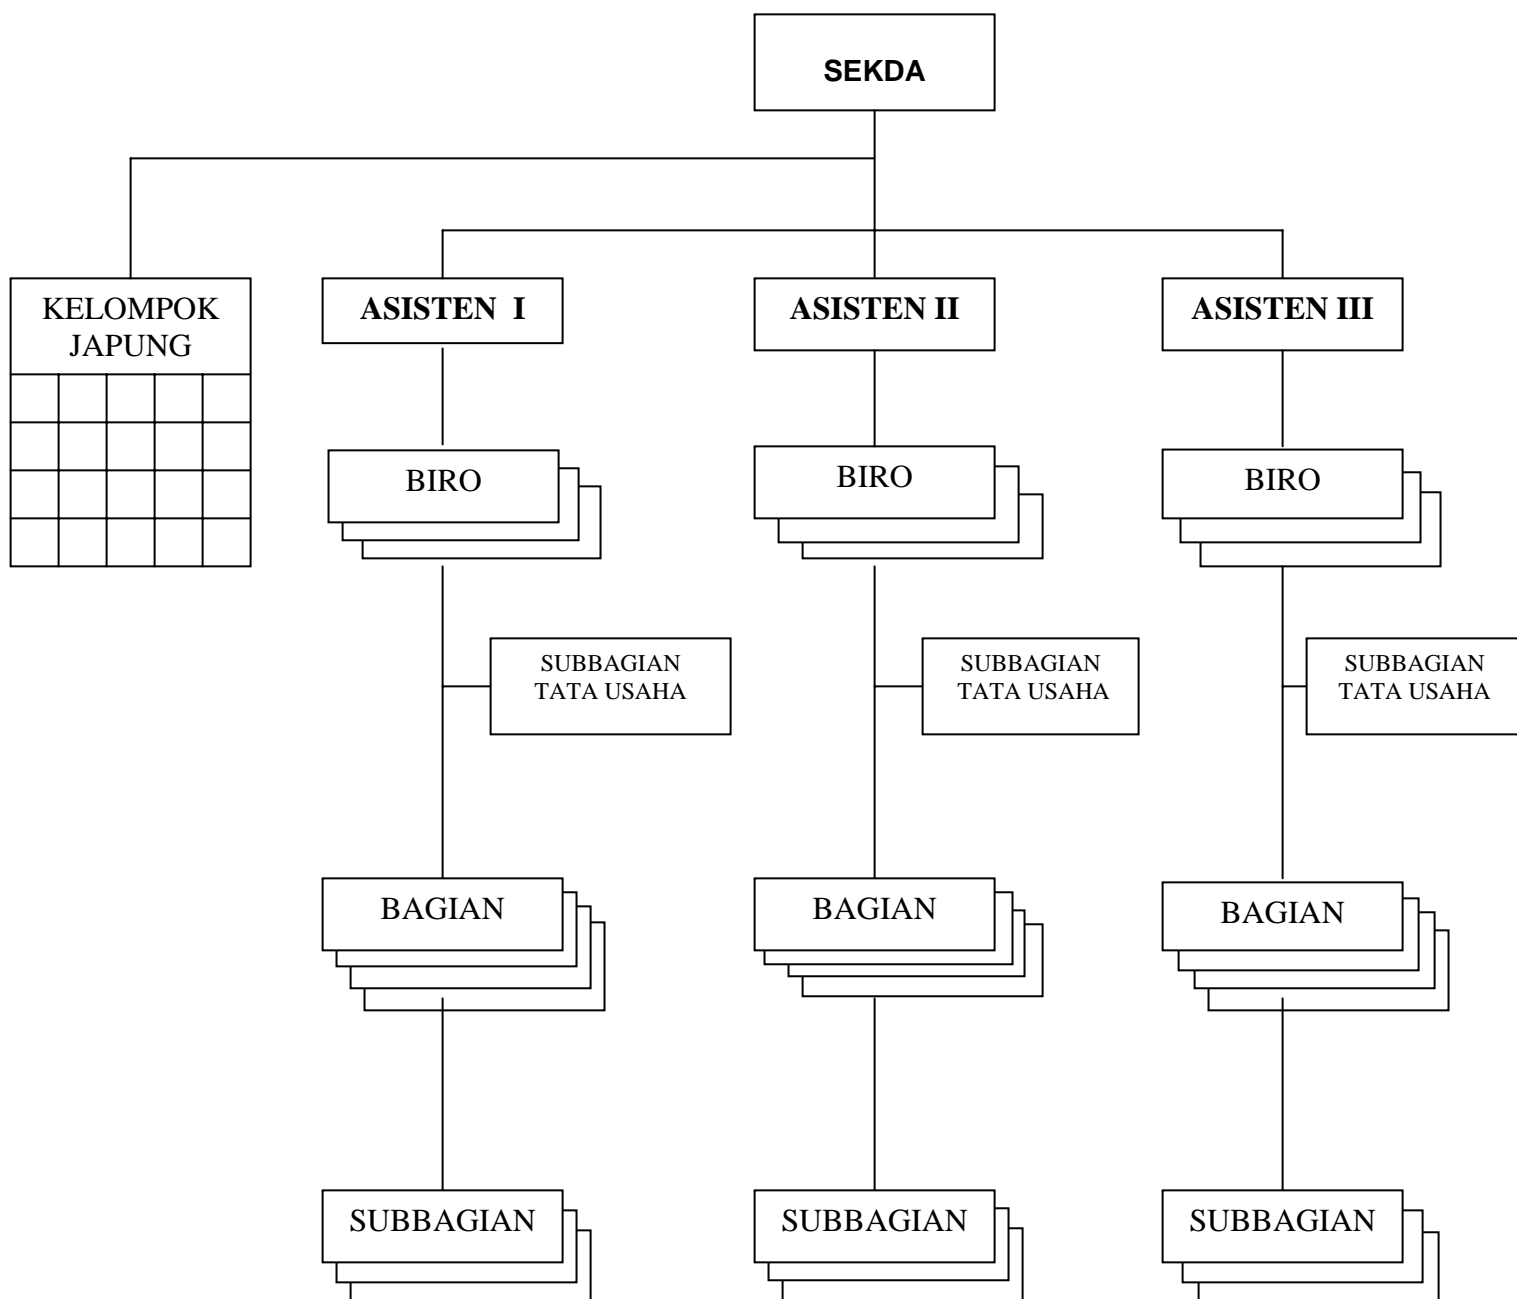 SEKDA
KELOMPOK
JAPUNG
ASISTEN I
ASISTEN II
ASISTEN III
BIRO
BIRO
BIRO
SUBBAGIAN
TATA USAHA
SUBBAGIAN
TATA USAHA
SUBBAGIAN
TATA USAHA
BAGIAN
BAGIAN
BAGIAN
SUBBAGIAN
SUBBAGIAN
SUBBAGIAN